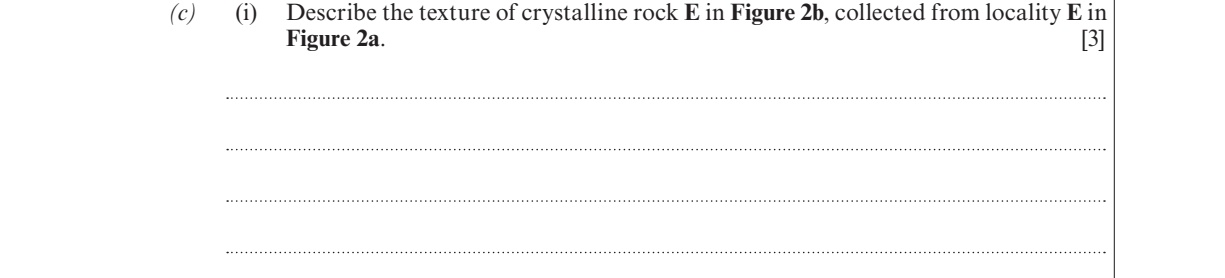 (c) (i) Describe the texture of crystalline rock E in Figure 2b, collected from locality E in
Figure 2a. [3]